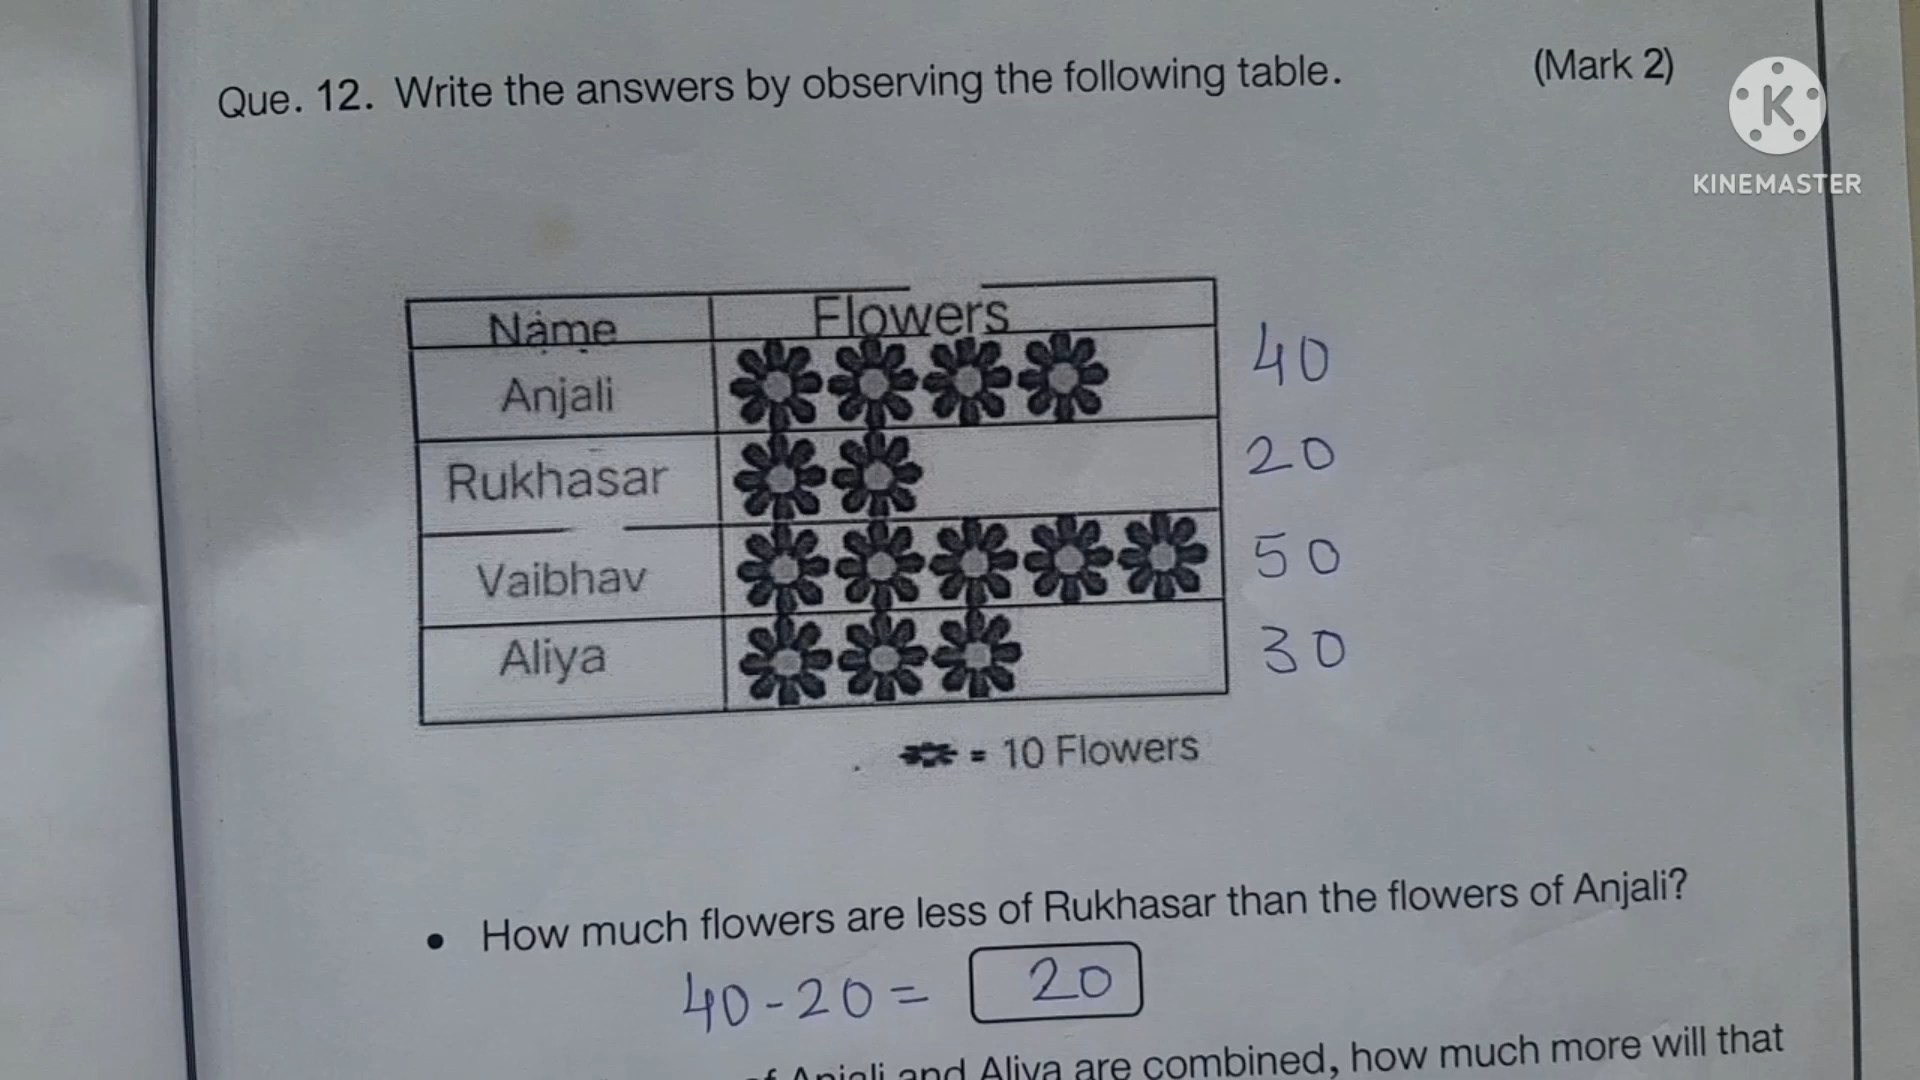 Que. 12. Write the answers by observing the following table. (Mark 2)
K
KINEMASTER
Name Flowers
Anjali 40
Rukhasar 20
Vaibhav 50
Aliya 30
= 10 Flowers
• How much flowers are less of Rukhasar than the flowers of Anjali?
40 - 20 = 20
of Anjali and Aliya are combined, how much more will that